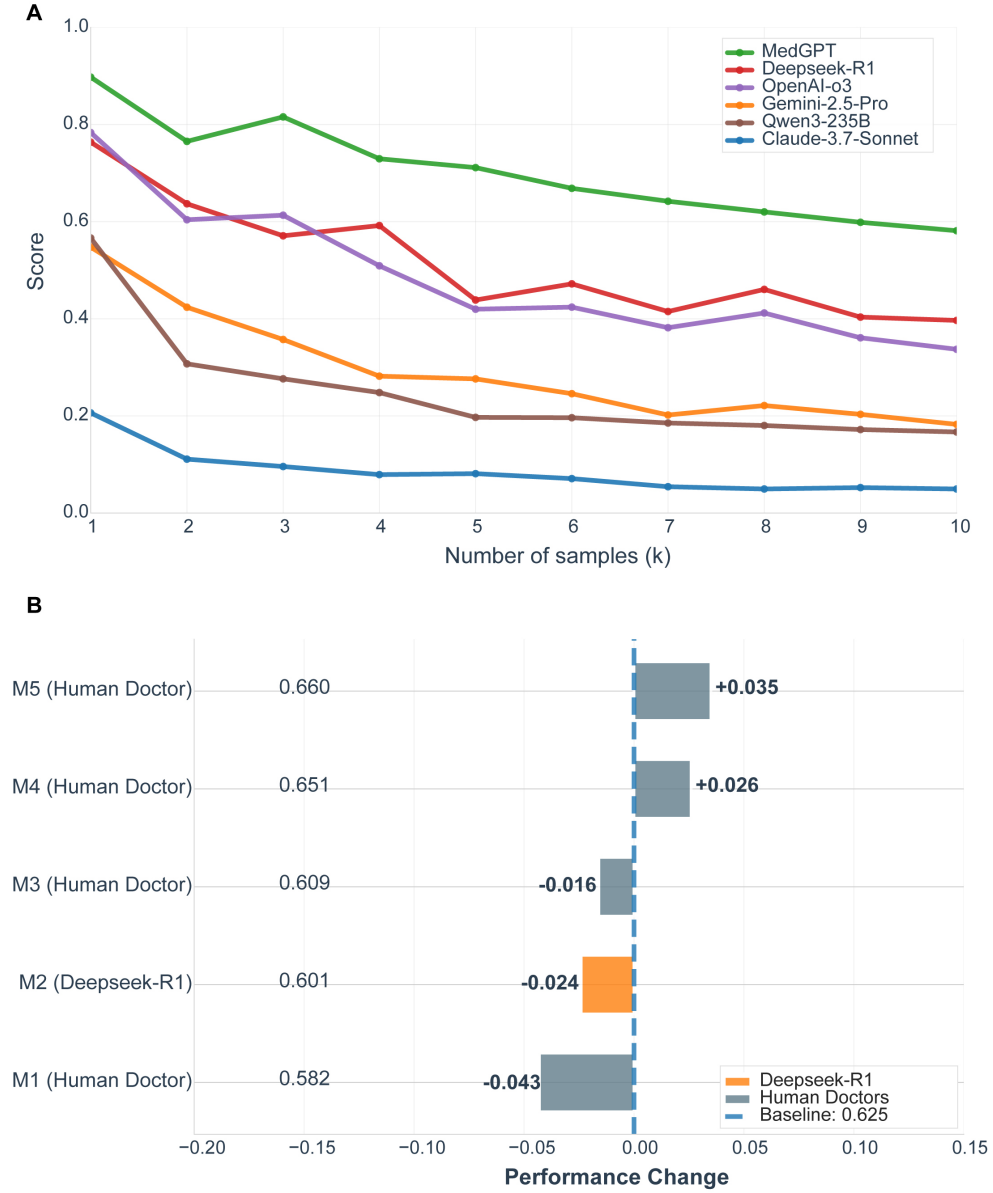 A
1.0
0.8
0.6
0.4
0.2
0.0
Score
MedGPT
Deepseek-R1
OpenAI-o3
Gemini-2.5-Pro
Qwen3-235B
Claude-3.7-Sonnet
1 2 3 4 5 6 7 8 9 10
Number of samples (k)
B
M5 (Human Doctor) 0.660 +0.035
M4 (Human Doctor) 0.651 +0.026
M3 (Human Doctor) 0.609 -0.016
M2 (Deepseek-R1) 0.601 -0.024
M1 (Human Doctor) 0.582 -0.043
Deepseek-R1
Human Doctors
Baseline: 0.625
−0.20 −0.15 −0.10 −0.05 0.00 0.05 0.10 0.15
Performance Change